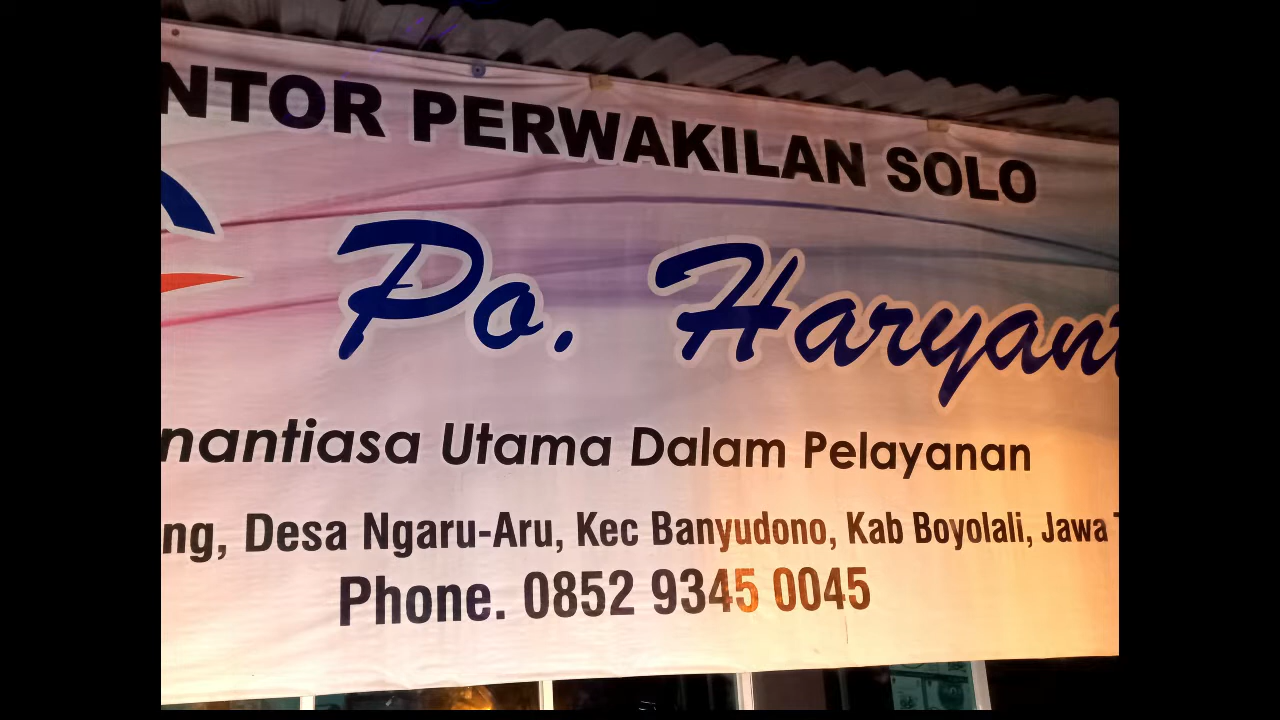 NTOR PERWAKILAN SOLO
Po. Haryant
nantiasa Utama Dalam Pelayanan
ng, Desa Ngaru-Aru, Kec Banyudono, Kab Boyolali, Jawa T
Phone. 0852 9345 0045